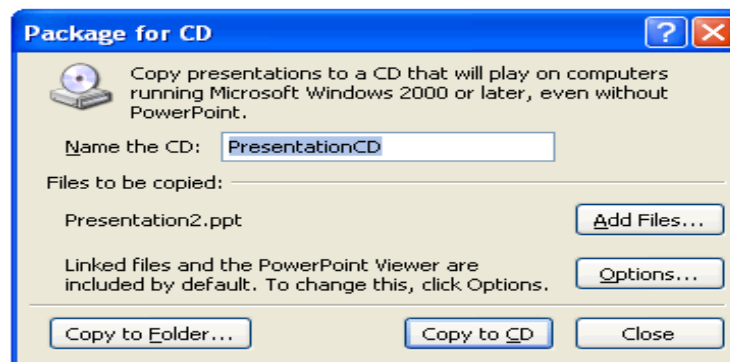 Package for CD
Copy presentations to a CD that will play on computers
running Microsoft Windows 2000 or later, even without
PowerPoint.
Name the CD: PresentationCD
Files to be copied:
Presentation2.ppt
Add Files...
Linked files and the PowerPoint Viewer are
included by default. To change this, click Options.
Options...
Copy to Folder... Copy to CD Close